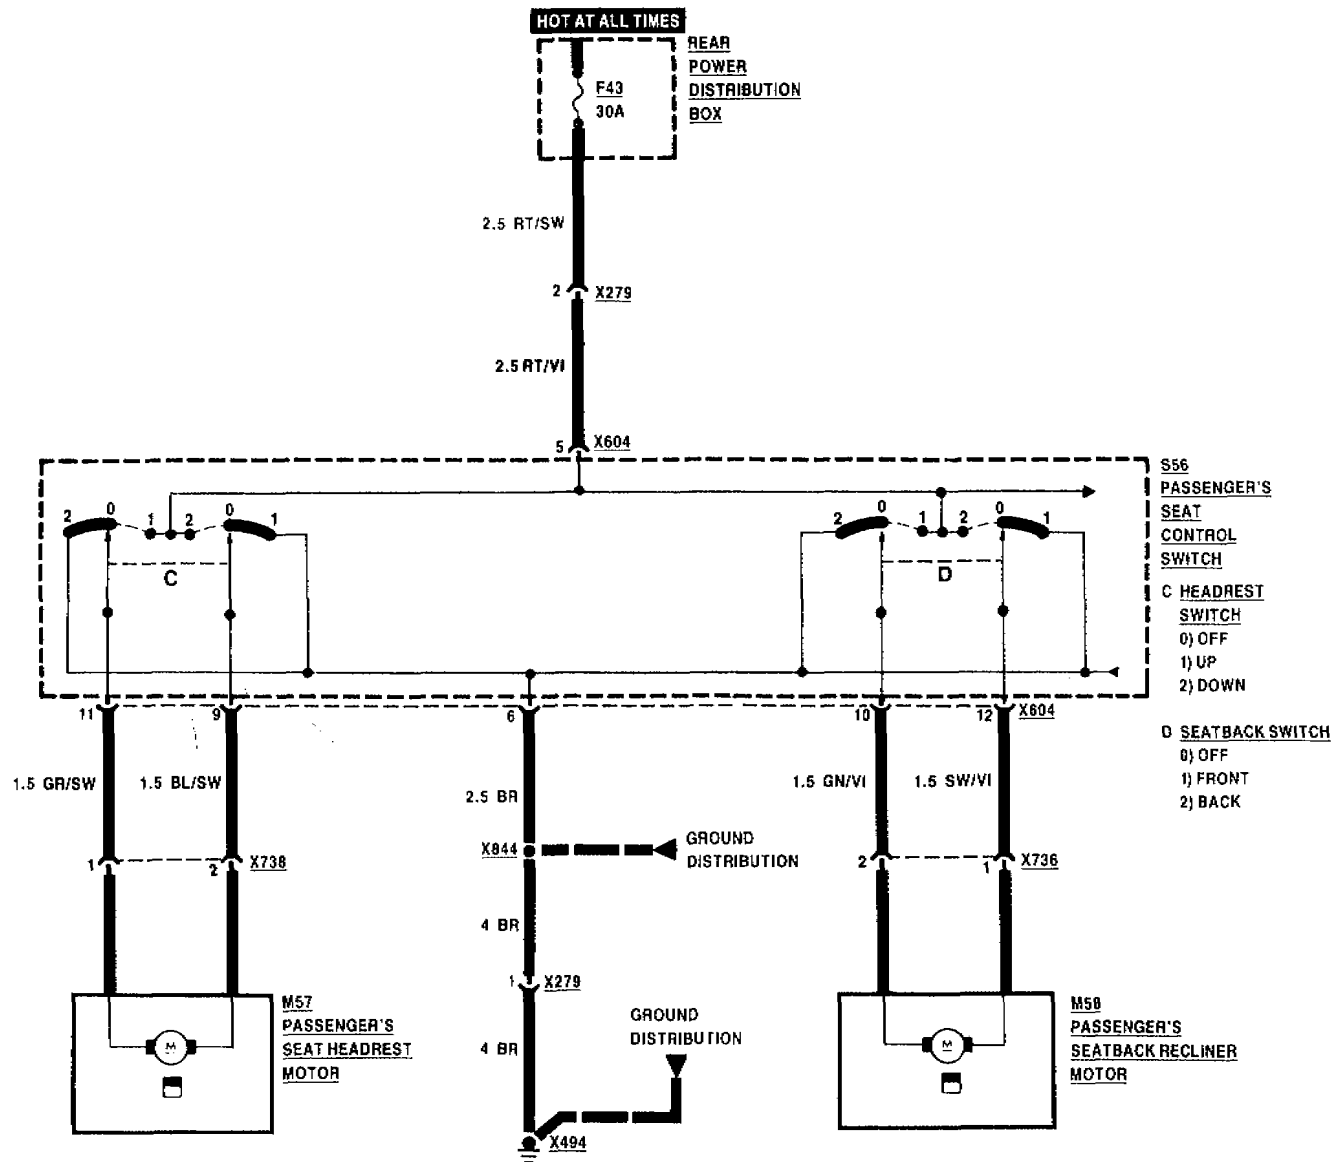 HOT AT ALL TIMES
REAR
POWER
DISTRIBUTION
BOX
F43
30A
2.5 RT/SW
2 X279
2.5 RT/VI
5 X604
S56
PASSENGER'S
SEAT
CONTROL
SWITCH
2 0 1 2 0 1
C
2 0 1 2 0 1
D
C HEADREST
SWITCH
0) OFF
1) UP
2) DOWN
11 9 6 10 12 X604
D SEATBACK SWITCH
0) OFF
1) FRONT
2) BACK
1.5 GR/SW 1.5 BL/SW 2.5 BR 1.5 GN/VI 1.5 SW/VI
X844
GROUND
DISTRIBUTION
1 2 X738
2 1 X736
4 BR
1 X279
4 BR
GROUND
DISTRIBUTION
M57
PASSENGER'S
SEAT HEADREST
MOTOR
M
M58
PASSENGER'S
SEATBACK RECLINER
MOTOR
M
X494